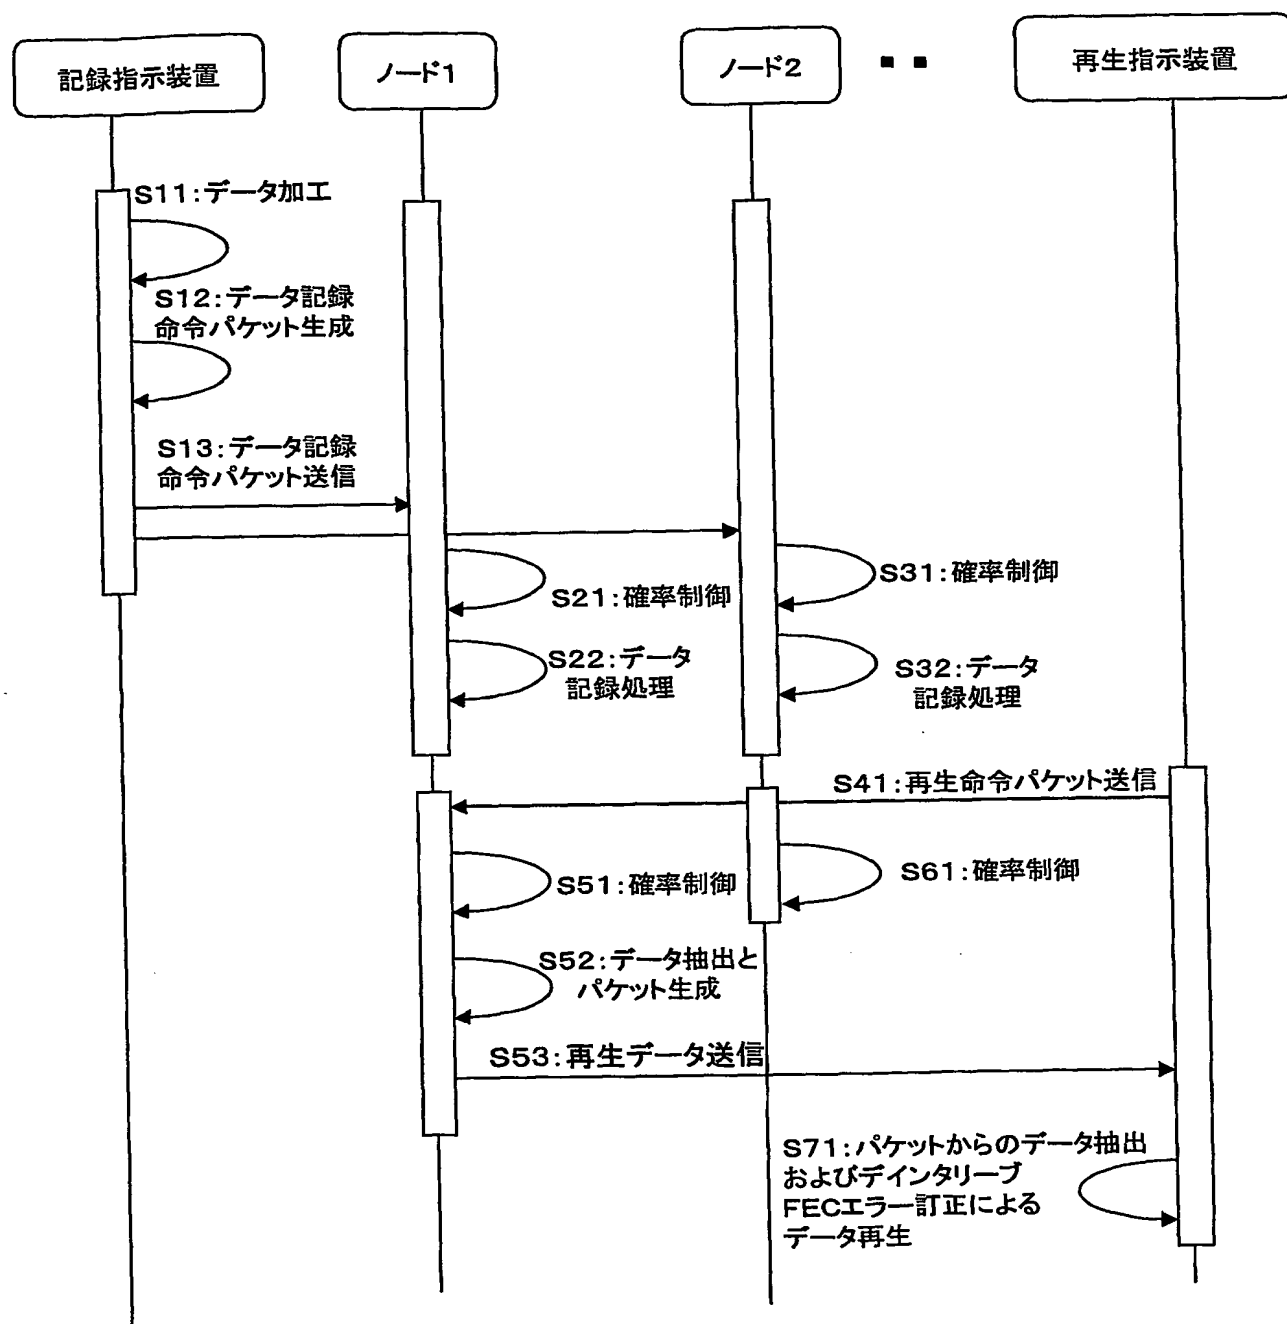 記録指示装置
ノード1
ノード2
再生指示装置
S11:データ加工
S12:データ記録
命令パケット生成
S13:データ記録
命令パケット送信
S21:確率制御
S31:確率制御
S22:データ
記録処理
S32:データ
記録処理
S41:再生命令パケット送信
S51:確率制御
S61:確率制御
S52:データ抽出と
パケット生成
S53:再生データ送信
S71:パケットからのデータ抽出
およびデインタリーブ
FECエラー訂正による
データ再生